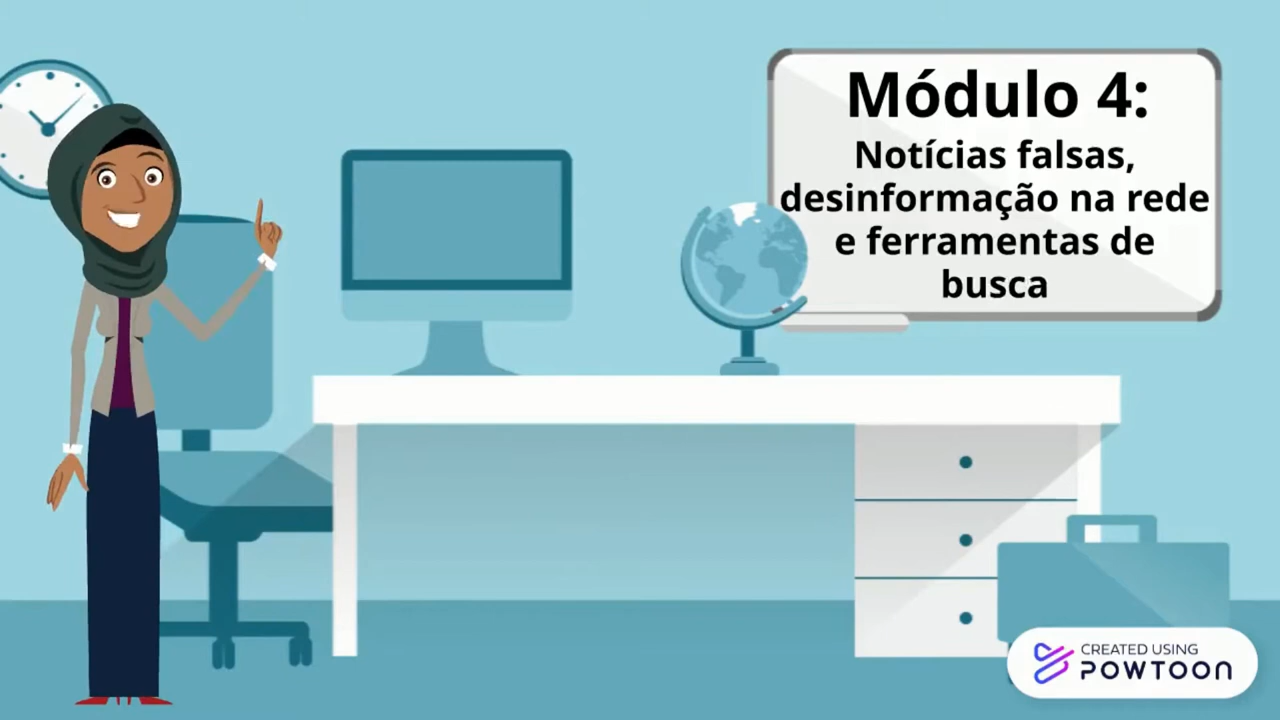 Módulo 4:
Notícias falsas,
desinformação na rede
e ferramentas de
busca
CREATED USING
POWTOON